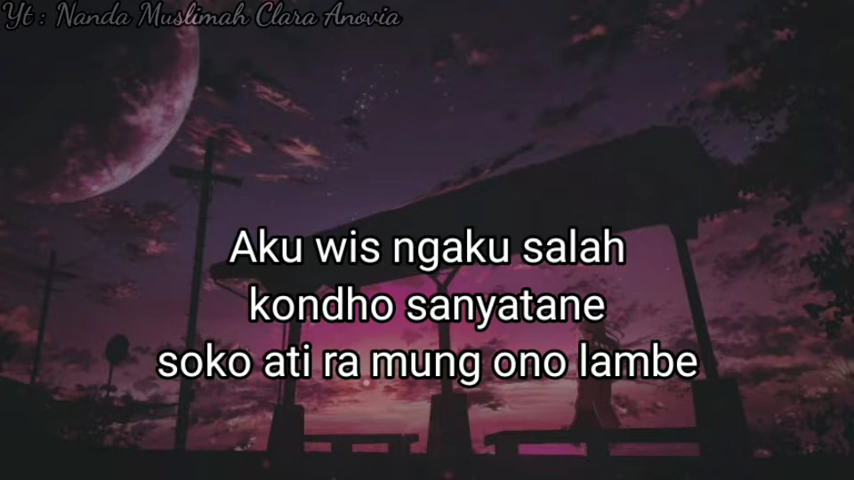 Yt : Nanda Muslimah Clara Anovia
Aku wis ngaku salah
kondho sanyatane
soko ati ra mung ono lambe